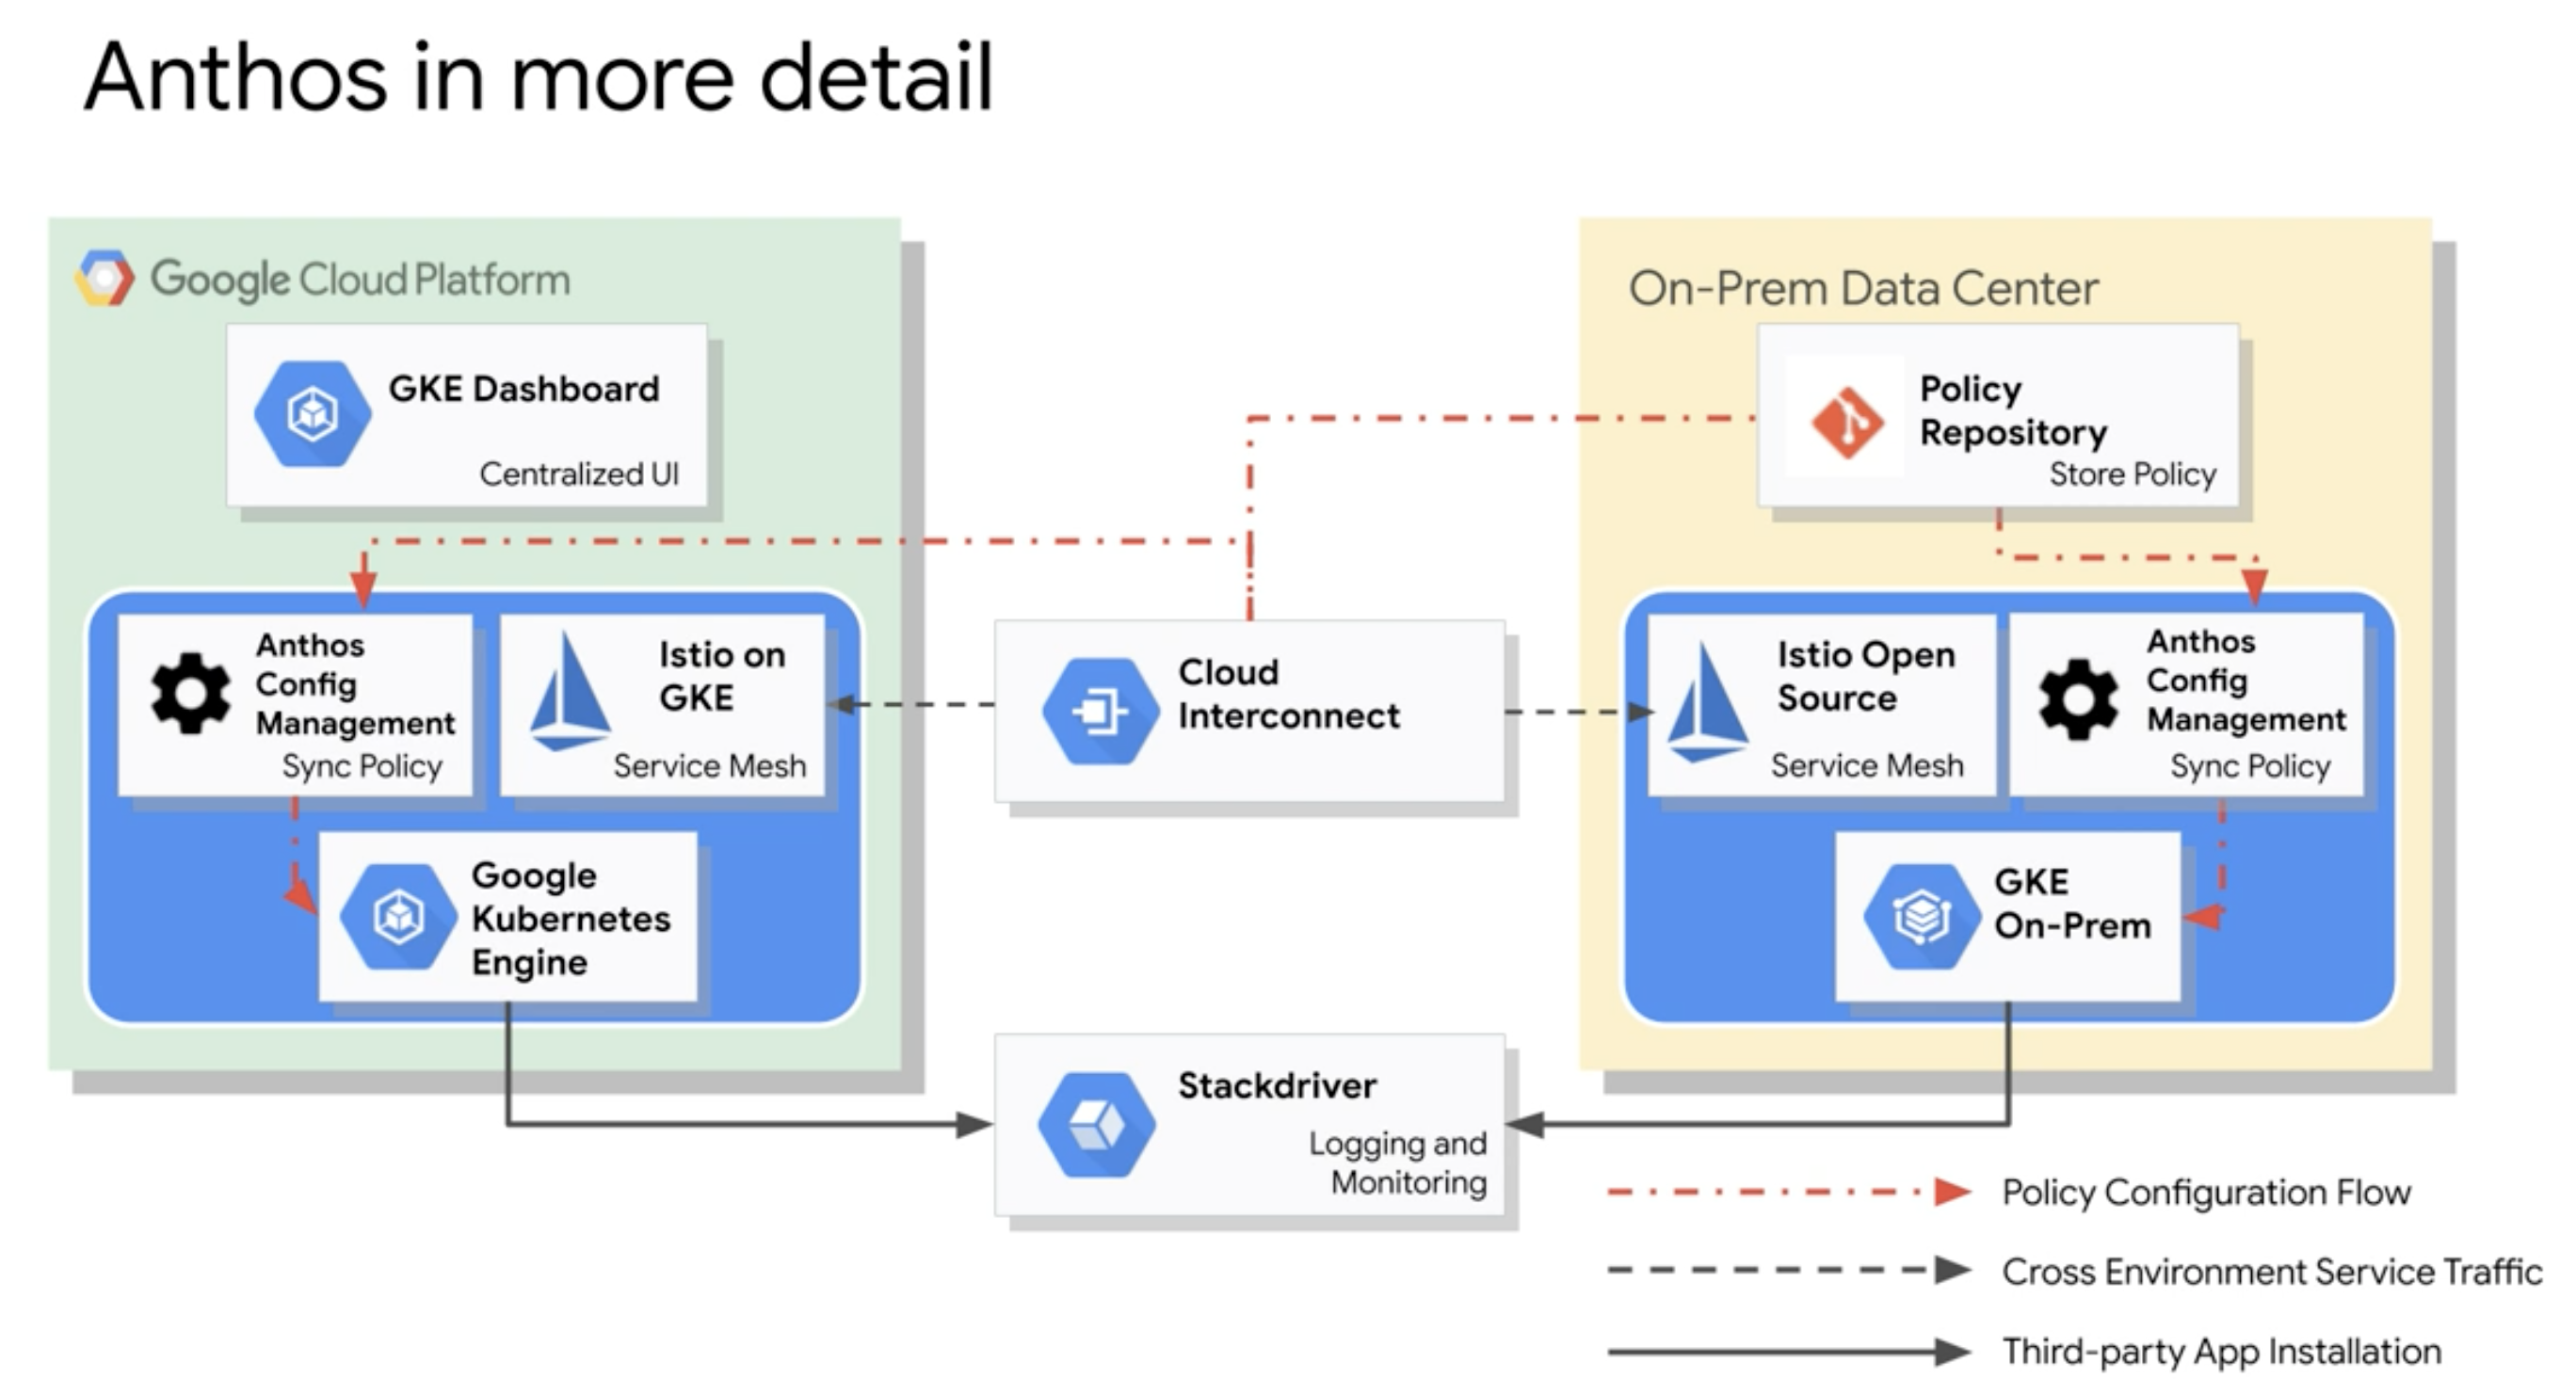 Anthos in more detail
Google Cloud Platform
GKE Dashboard
Centralized UI
Anthos
Config
Management
Sync Policy
Istio on
GKE
Service Mesh
Google
Kubernetes
Engine
Cloud
Interconnect
Stackdriver
Logging and
Monitoring
On-Prem Data Center
Policy
Repository
Store Policy
Istio Open
Source
Service Mesh
Anthos
Config
Management
Sync Policy
GKE
On-Prem
Policy Configuration Flow
Cross Environment Service Traffic
Third-party App Installation